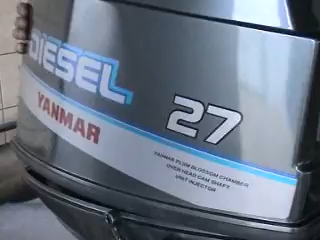 DIESEL
YANMAR
27
YANMAR PLUM BLOSSOM CHAMBER
OVER HEAD CAM SHAFT
UNIT INJECTOR